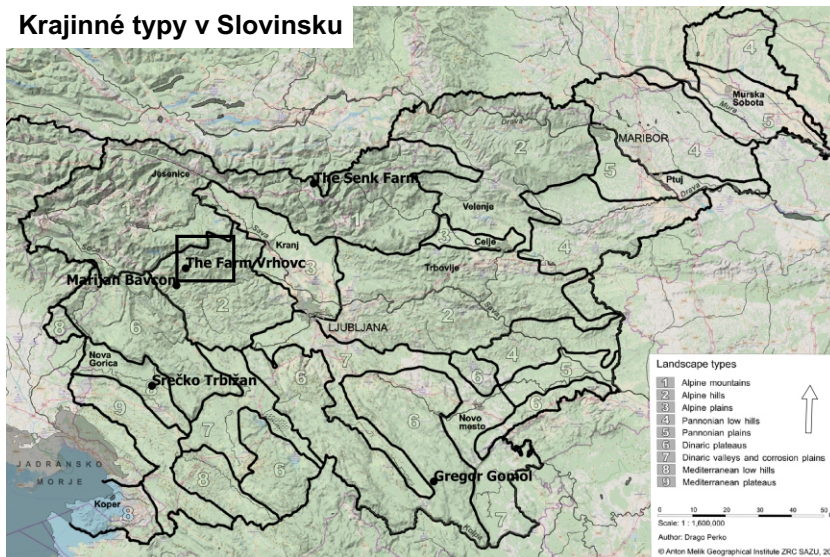 Krajinné typy v Slovinsku
Murska
Sobota
Mura
Drava
MARIBOR
Jesenice
The Šenk Farm
Ptuj
Drava
Velenje
Sava
Kranj
Celje
The Farm Vrhovc
Marijan Bavcon
Trbovlje
Sava
LJUBLJANA
Nova
Gorica
Srečko Trbižan
Novo
mesto
JADRANSKO
MORJE
Gregor Gomol
Koper
Kolpa
Landscape types
1 Alpine mountains
2 Alpine hills
3 Alpine plains
4 Pannonian low hills
5 Pannonian plains
6 Dinaric plateaus
7 Dinaric valleys and corrosion plains
8 Mediterranean low hills
9 Mediterranean plateaus
0 10 20 30 40 50
Scale: 1 : 1,600,000
Author: Drago Perko
© Anton Melik Geographical Institute ZRC SAZU,